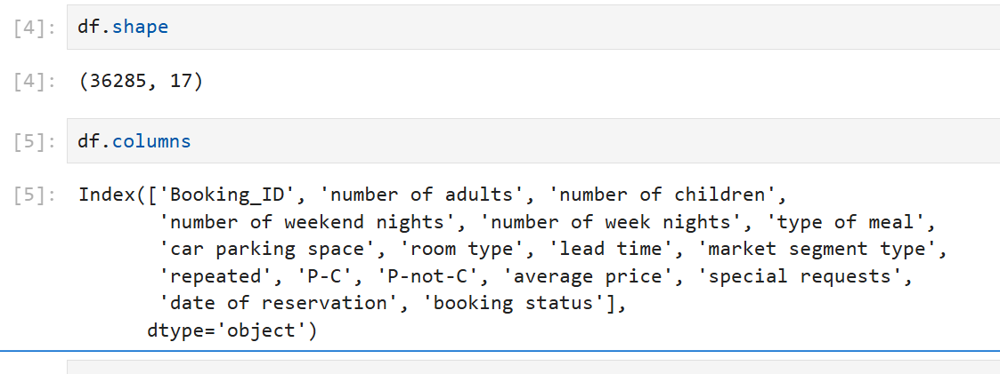 [4]: df.shape
[4]: (36285, 17)
[5]: df.columns
[5]: Index(['Booking_ID', 'number of adults', 'number of children',
'number of weekend nights', 'number of week nights', 'type of meal',
'car parking space', 'room type', 'lead time', 'market segment type',
'repeated', 'P-C', 'P-not-C', 'average price', 'special requests',
'date of reservation', 'booking status'],
dtype='object')